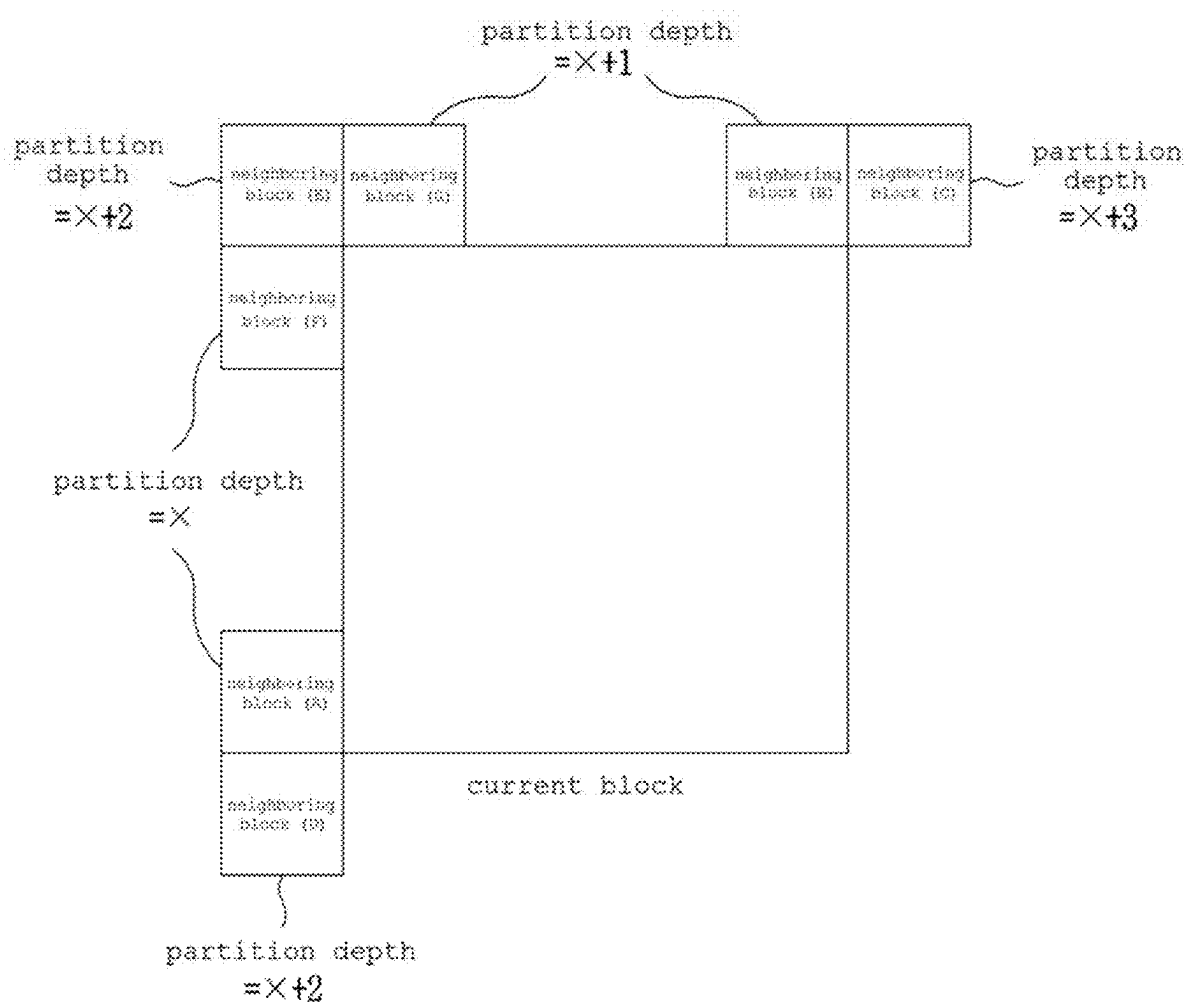 partition depth
=X+1
partition
depth
=X+2
neighboring
block (E)
neighboring
block (G)
neighboring
block (B)
neighboring
block (C)
partition
depth
=X+3
neighboring
block (F)
partition depth
=X
neighboring
block (A)
current block
neighboring
block (D)
partition depth
=X+2